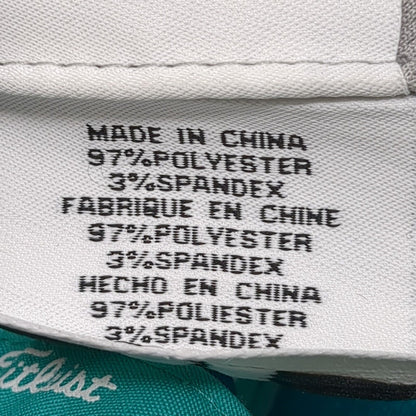 MADE IN CHINA
97%POLYESTER
3%SPANDEX
FABRIQUE EN CHINE
97%POLYESTER
3%SPANDEX
HECHO EN CHINA
97%POLIESTER
3%SPANDEX
Titleist